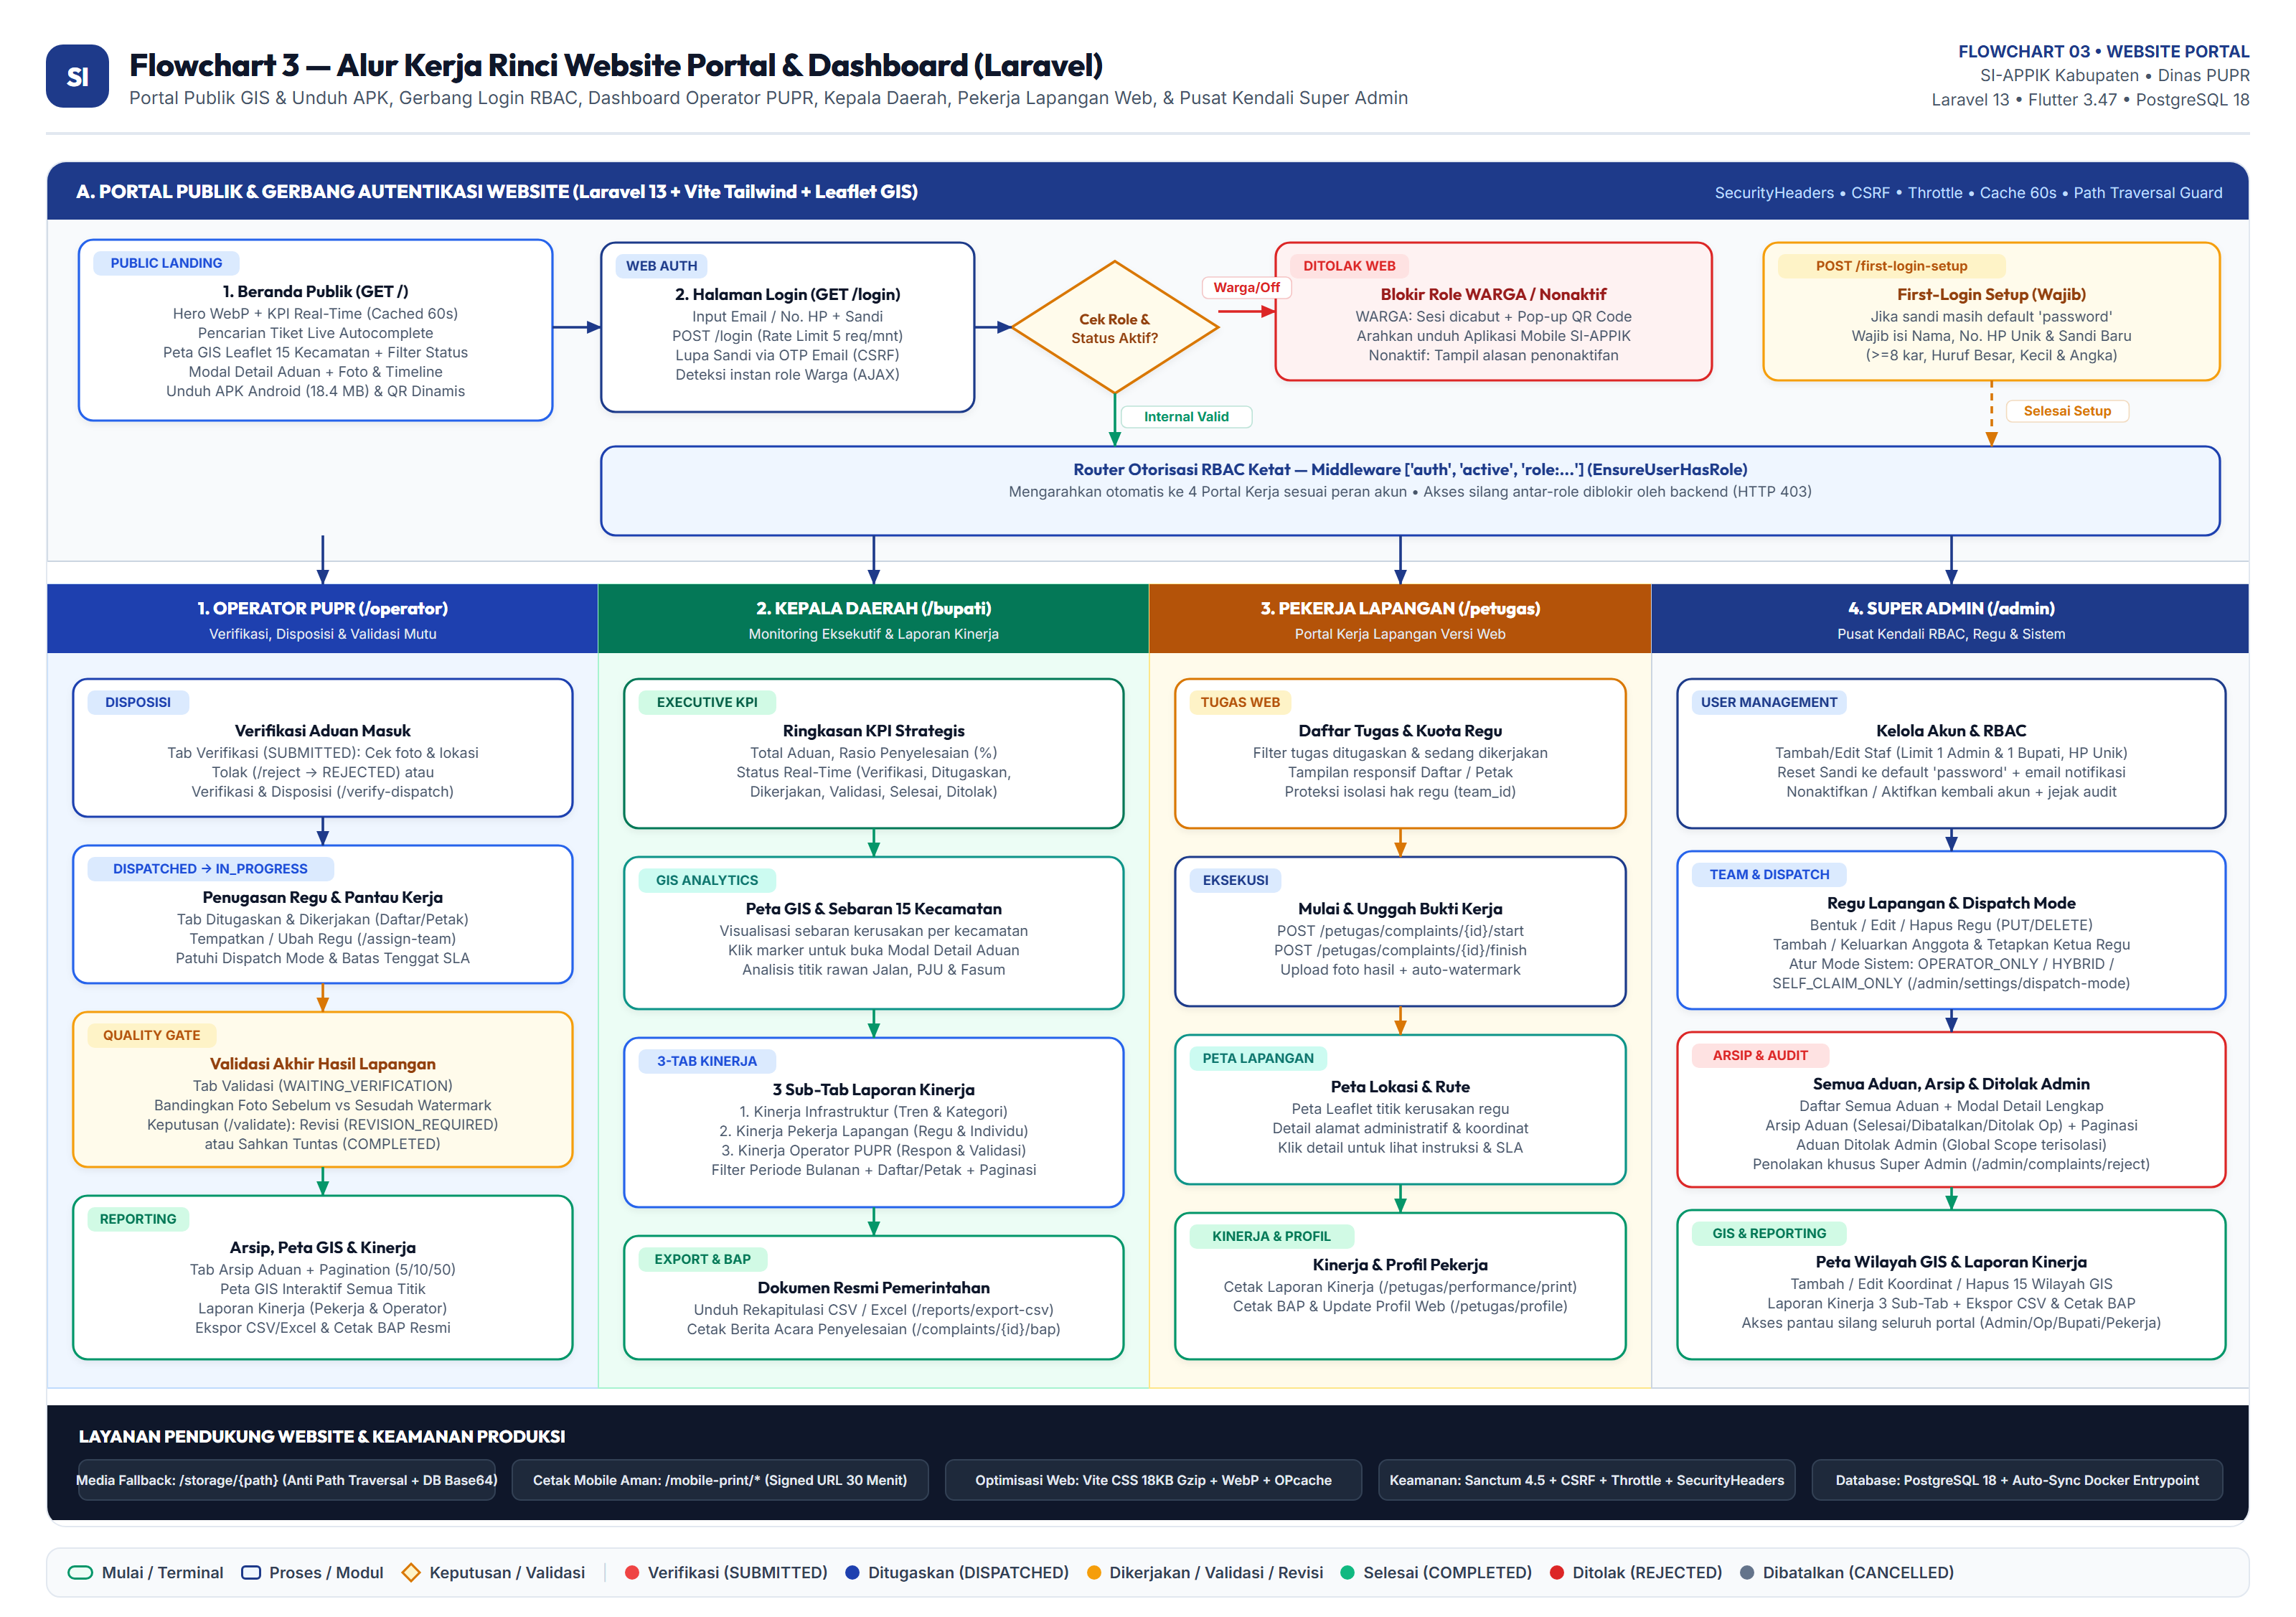 SI
Flowchart 3 — Alur Kerja Rinci Website Portal & Dashboard (Laravel)
Portal Publik GIS & Unduh APK, Gerbang Login RBAC, Dashboard Operator PUPR, Kepala Daerah, Pekerja Lapangan Web, & Pusat Kendali Super Admin
FLOWCHART 03 • WEBSITE PORTAL
SI-APPIK Kabupaten • Dinas PUPR
Laravel 13 • Flutter 3.47 • PostgreSQL 18
A. PORTAL PUBLIK & GERBANG AUTENTIKASI WEBSITE (Laravel 13 + Vite Tailwind + Leaflet GIS)
SecurityHeaders • CSRF • Throttle • Cache 60s • Path Traversal Guard
PUBLIC LANDING
1. Beranda Publik (GET /)
Hero WebP + KPI Real-Time (Cached 60s)
Pencarian Tiket Live Autocomplete
Peta GIS Leaflet 15 Kecamatan + Filter Status
Modal Detail Aduan + Foto & Timeline
Unduh APK Android (18.4 MB) & QR Dinamis
WEB AUTH
2. Halaman Login (GET /login)
Input Email / No. HP + Sandi
POST /login (Rate Limit 5 req/mnt)
Lupa Sandi via OTP Email (CSRF)
Deteksi instan role Warga (AJAX)
Cek Role &
Status Aktif?
Warga/Off
Internal Valid
DITOLAK WEB
Blokir Role WARGA / Nonaktif
WARGA: Sesi dicabut + Pop-up QR Code
Arahkan unduh Aplikasi Mobile SI-APPIK
Nonaktif: Tampil alasan penonaktifan
POST /first-login-setup
First-Login Setup (Wajib)
Jika sandi masih default 'password'
Wajib isi Nama, No. HP Unik & Sandi Baru
(>=8 kar, Huruf Besar, Kecil & Angka)
Selesai Setup
Router Otorisasi RBAC Ketat — Middleware ['auth', 'active', 'role:...'] (EnsureUserHasRole)
Mengarahkan otomatis ke 4 Portal Kerja sesuai peran akun • Akses silang antar-role diblokir oleh backend (HTTP 403)
1. OPERATOR PUPR (/operator)
Verifikasi, Disposisi & Validasi Mutu
DISPOSISI
Verifikasi Aduan Masuk
Tab Verifikasi (SUBMITTED): Cek foto & lokasi
Tolak (/reject → REJECTED) atau
Verifikasi & Disposisi (/verify-dispatch)
DISPATCHED → IN_PROGRESS
Penugasan Regu & Pantau Kerja
Tab Ditugaskan & Dikerjakan (Daftar/Petak)
Tempatkan / Ubah Regu (/assign-team)
Patuhi Dispatch Mode & Batas Tenggat SLA
QUALITY GATE
Validasi Akhir Hasil Lapangan
Tab Validasi (WAITING_VERIFICATION)
Bandingkan Foto Sebelum vs Sesudah Watermark
Keputusan (/validate): Revisi (REVISION_REQUIRED)
atau Sahkan Tuntas (COMPLETED)
REPORTING
Arsip, Peta GIS & Kinerja
Tab Arsip Aduan + Pagination (5/10/50)
Peta GIS Interaktif Semua Titik
Laporan Kinerja (Pekerja & Operator)
Ekspor CSV/Excel & Cetak BAP Resmi
2. KEPALA DAERAH (/bupati)
Monitoring Eksekutif & Laporan Kinerja
EXECUTIVE KPI
Ringkasan KPI Strategis
Total Aduan, Rasio Penyelesaian (%)
Status Real-Time (Verifikasi, Ditugaskan,
Dikerjakan, Validasi, Selesai, Ditolak)
GIS ANALYTICS
Peta GIS & Sebaran 15 Kecamatan
Visualisasi sebaran kerusakan per kecamatan
Klik marker untuk buka Modal Detail Aduan
Analisis titik rawan Jalan, PJU & Fasum
3-TAB KINERJA
3 Sub-Tab Laporan Kinerja
1. Kinerja Infrastruktur (Tren & Kategori)
2. Kinerja Pekerja Lapangan (Regu & Individu)
3. Kinerja Operator PUPR (Respon & Validasi)
Filter Periode Bulanan + Daftar/Petak + Paginasi
EXPORT & BAP
Dokumen Resmi Pemerintahan
Unduh Rekapitulasi CSV / Excel (/reports/export-csv)
Cetak Berita Acara Penyelesaian (/complaints/{id}/bap)
3. PEKERJA LAPANGAN (/petugas)
Portal Kerja Lapangan Versi Web
TUGAS WEB
Daftar Tugas & Kuota Regu
Filter tugas ditugaskan & sedang dikerjakan
Tampilan responsif Daftar / Petak
Proteksi isolasi hak regu (team_id)
EKSEKUSI
Mulai & Unggah Bukti Kerja
POST /petugas/complaints/{id}/start
POST /petugas/complaints/{id}/finish
Upload foto hasil + auto-watermark
PETA LAPANGAN
Peta Lokasi & Rute
Peta Leaflet titik kerusakan regu
Detail alamat administratif & koordinat
Klik detail untuk lihat instruksi & SLA
KINERJA & PROFIL
Kinerja & Profil Pekerja
Cetak Laporan Kinerja (/petugas/performance/print)
Cetak BAP & Update Profil Web (/petugas/profile)
4. SUPER ADMIN (/admin)
Pusat Kendali RBAC, Regu & Sistem
USER MANAGEMENT
Kelola Akun & RBAC
Tambah/Edit Staf (Limit 1 Admin & 1 Bupati, HP Unik)
Reset Sandi ke default 'password' + email notifikasi
Nonaktifkan / Aktifkan kembali akun + jejak audit
TEAM & DISPATCH
Regu Lapangan & Dispatch Mode
Bentuk / Edit / Hapus Regu (PUT/DELETE)
Tambah / Keluarkan Anggota & Tetapkan Ketua Regu
Atur Mode Sistem: OPERATOR_ONLY / HYBRID /
SELF_CLAIM_ONLY (/admin/settings/dispatch-mode)
ARSIP & AUDIT
Semua Aduan, Arsip & Ditolak Admin
Daftar Semua Aduan + Modal Detail Lengkap
Arsip Aduan (Selesai/Dibatalkan/Ditolak Op) + Paginasi
Aduan Ditolak Admin (Global Scope terisolasi)
Penolakan khusus Super Admin (/admin/complaints/reject)
GIS & REPORTING
Peta Wilayah GIS & Laporan Kinerja
Tambah / Edit Koordinat / Hapus 15 Wilayah GIS
Laporan Kinerja 3 Sub-Tab + Ekspor CSV & Cetak BAP
Akses pantau silang seluruh portal (Admin/Op/Bupati/Pekerja)
LAYANAN PENDUKUNG WEBSITE & KEAMANAN PRODUKSI
Media Fallback: /storage/{path} (Anti Path Traversal + DB Base64)
Cetak Mobile Aman: /mobile-print/* (Signed URL 30 Menit)
Optimisasi Web: Vite CSS 18KB Gzip + WebP + OPcache
Keamanan: Sanctum 4.5 + CSRF + Throttle + SecurityHeaders
Database: PostgreSQL 18 + Auto-Sync Docker Entrypoint
Mulai / Terminal
Proses / Modul
Keputusan / Validasi
Verifikasi (SUBMITTED)
Ditugaskan (DISPATCHED)
Dikerjakan / Validasi / Revisi
Selesai (COMPLETED)
Ditolak (REJECTED)
Dibatalkan (CANCELLED)